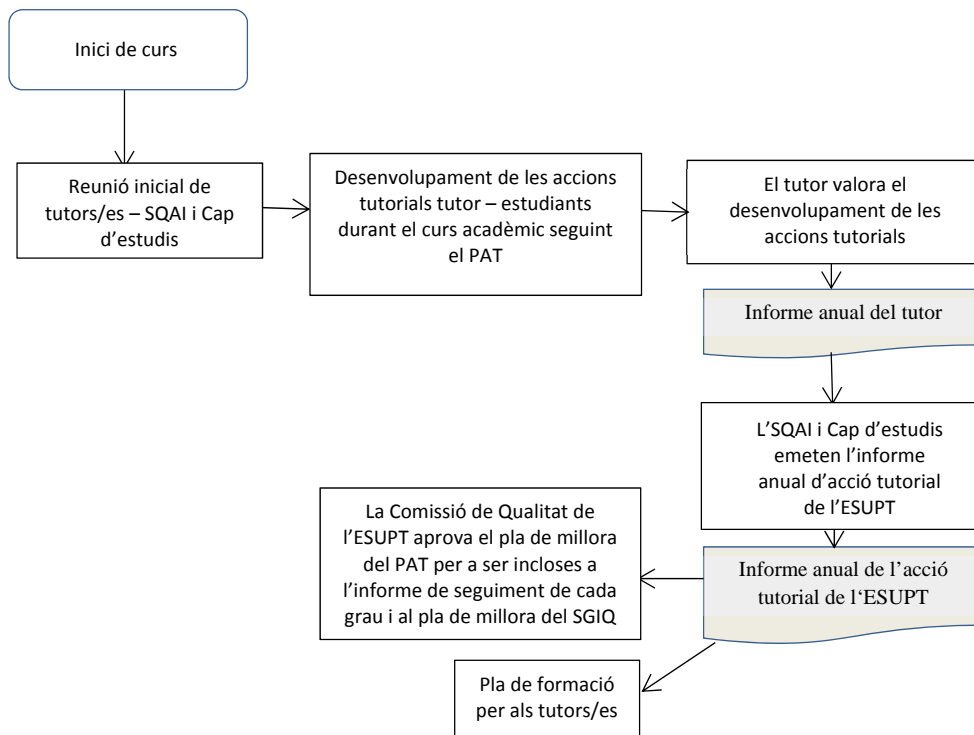 Inici de curs
Reunió inicial de
tutors/es – SQAI i Cap
d’estudis
Desenvolupament de les accions
tutorials tutor – estudiants
durant el curs acadèmic seguint
el PAT
El tutor valora el
desenvolupament de les
accions tutorials
Informe anual del tutor
L’SQAI i Cap d’estudis
emeten l’informe
anual d’acció tutorial
de l’ESUPT
La Comissió de Qualitat de
l’ESUPT aprova el pla de millora
del PAT per a ser incloses a
l’informe de seguiment de cada
grau i al pla de millora del SGIQ
Informe anual de l’acció
tutorial de l‘ESUPT
Pla de formació
per als tutors/es